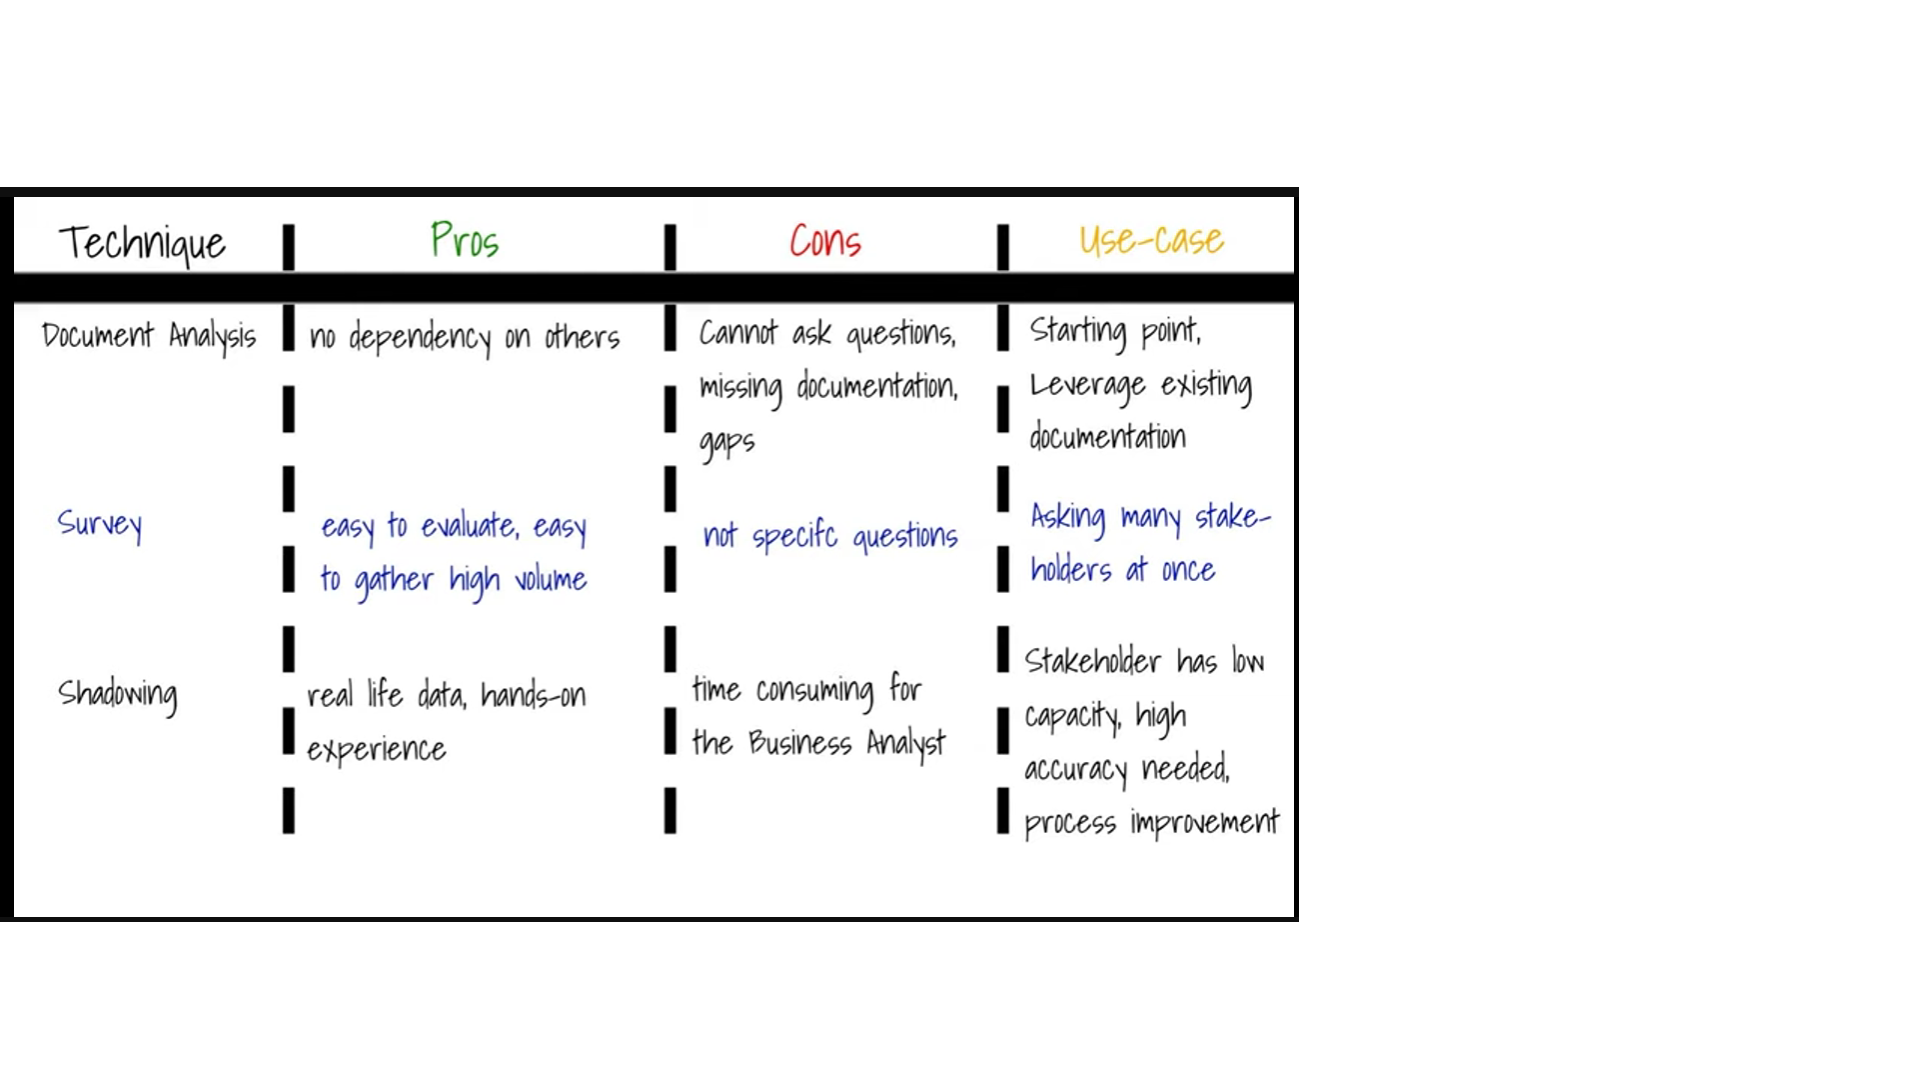 Technique Pros Cons Use-case
Document Analysis no dependency on others Cannot ask questions, Starting point,
missing documentation, Leverage existing
gaps documentation
Survey easy to evaluate, easy not specifc questions Asking many stake-
to gather high volume holders at once
Shadowing real life data, hands-on time consuming for Stakeholder has low
experience the Business Analyst capacity, high
accuracy needed,
process improvement